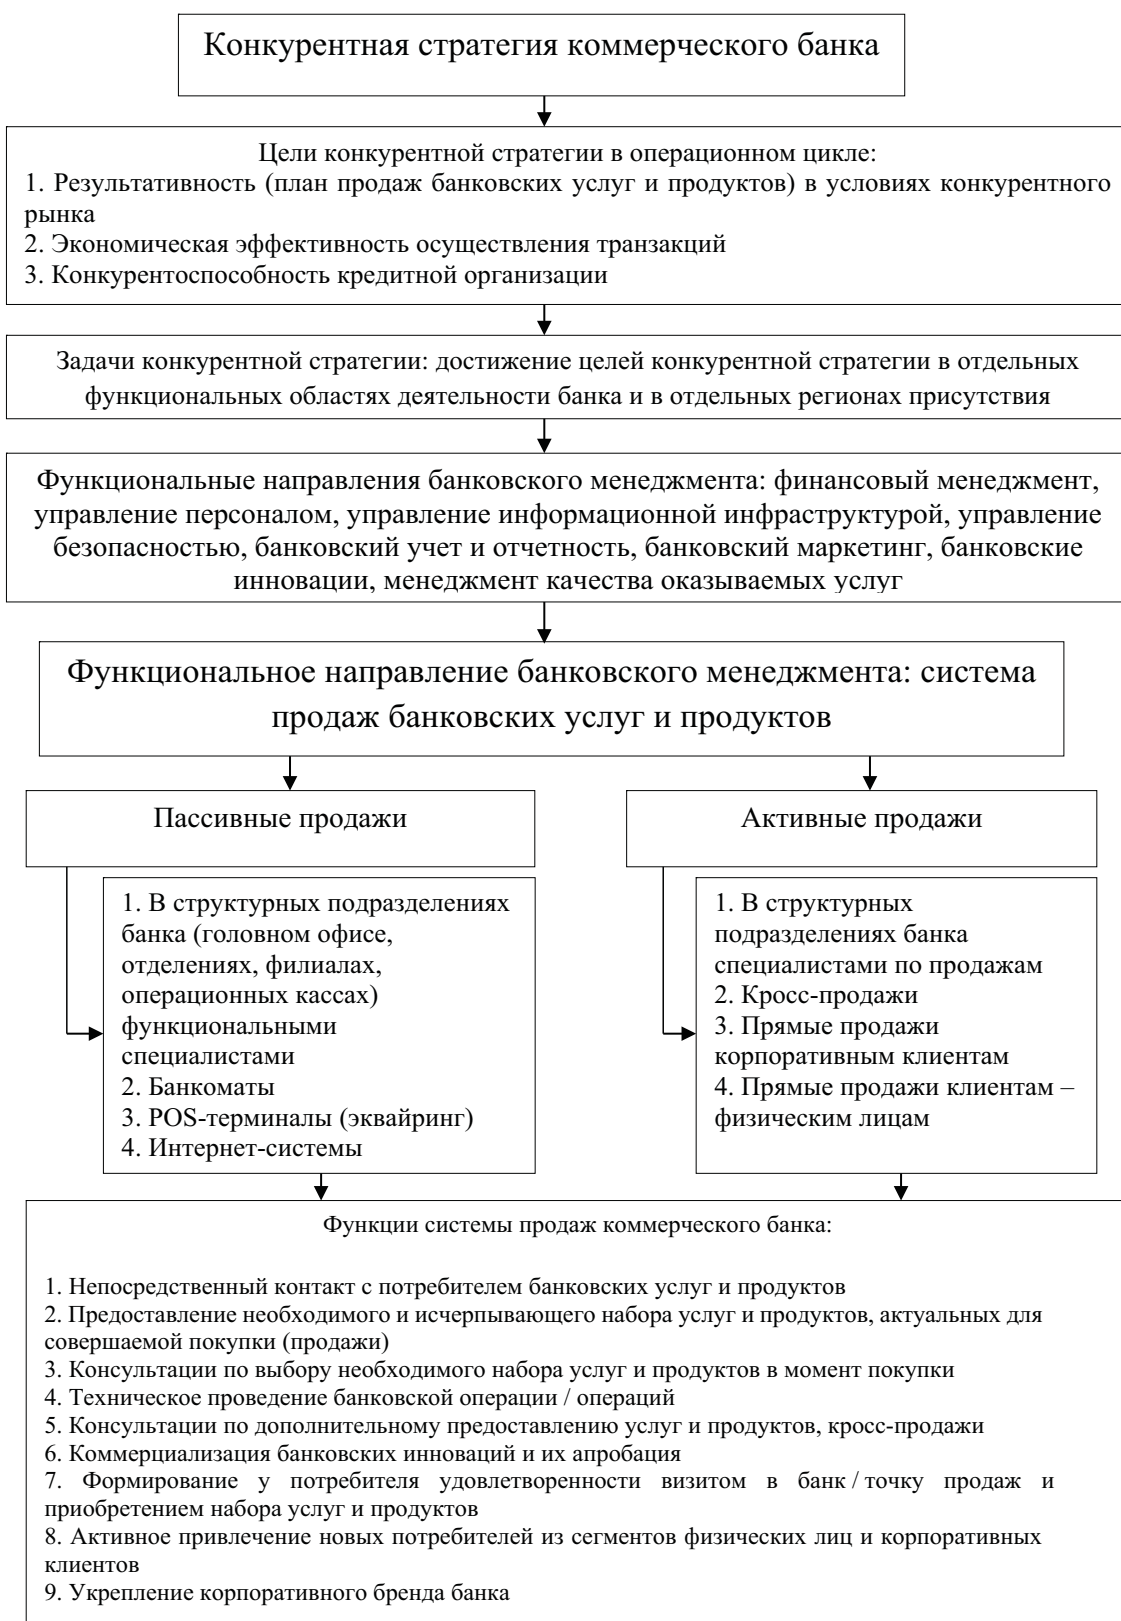 Конкурентная стратегия коммерческого банка
Цели конкурентной стратегии в операционном цикле:
1. Результативность (план продаж банковских услуг и продуктов) в условиях конкурентного
рынка
2. Экономическая эффективность осуществления транзакций
3. Конкурентоспособность кредитной организации
Задачи конкурентной стратегии: достижение целей конкурентной стратегии в отдельных
функциональных областях деятельности банка и в отдельных регионах присутствия
Функциональные направления банковского менеджмента: финансовый менеджмент,
управление персоналом, управление информационной инфраструктурой, управление
безопасностью, банковский учет и отчетность, банковский маркетинг, банковские
инновации, менеджмент качества оказываемых услуг
Функциональное направление банковского менеджмента: система
продаж банковских услуг и продуктов
Пассивные продажи
1. В структурных подразделениях
банка (головном офисе,
отделениях, филиалах,
операционных кассах)
функциональными
специалистами
2. Банкоматы
3. POS-терминалы (эквайринг)
4. Интернет-системы
Активные продажи
1. В структурных
подразделениях банка
специалистами по продажам
2. Кросс-продажи
3. Прямые продажи
корпоративным клиентам
4. Прямые продажи клиентам –
физическим лицам
Функции системы продаж коммерческого банка:
1. Непосредственный контакт с потребителем банковских услуг и продуктов
2. Предоставление необходимого и исчерпывающего набора услуг и продуктов, актуальных для
совершаемой покупки (продажи)
3. Консультации по выбору необходимого набора услуг и продуктов в момент покупки
4. Техническое проведение банковской операции / операций
5. Консультации по дополнительному предоставлению услуг и продуктов, кросс-продажи
6. Коммерциализация банковских инноваций и их апробация
7. Формирование у потребителя удовлетворенности визитом в банк / точку продаж и
приобретением набора услуг и продуктов
8. Активное привлечение новых потребителей из сегментов физических лиц и корпоративных
клиентов
9. Укрепление корпоративного бренда банка